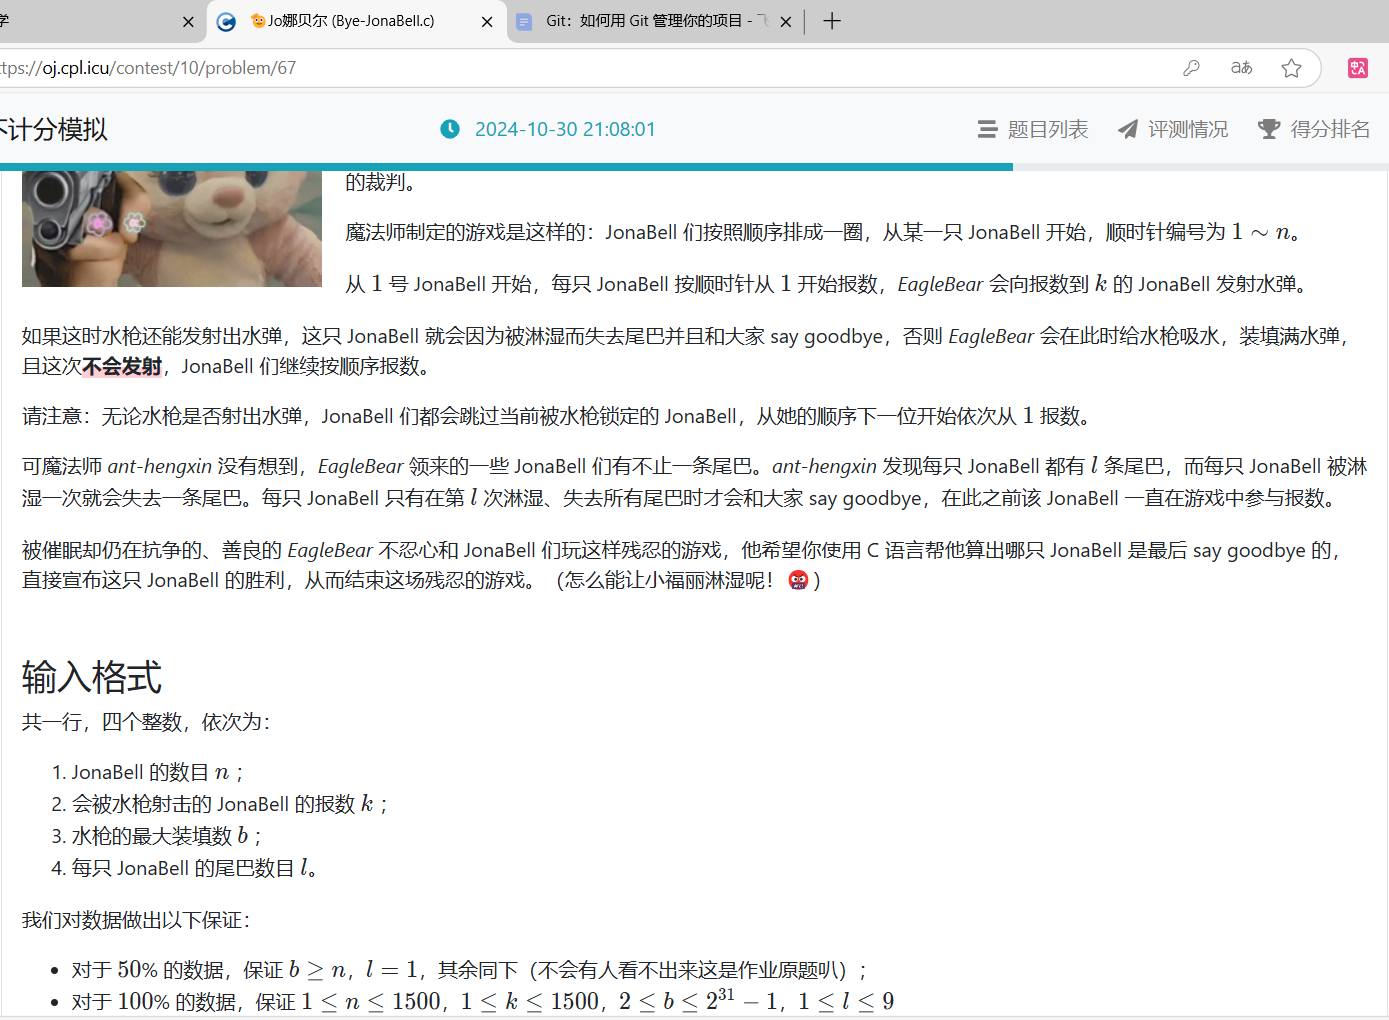 学
Jo娜贝尔 (Bye-JonaBell.c)
Git：如何用 Git 管理你的项目 -
ttps://oj.cpl.icu/contest/10/problem/67
不计分模拟
2024-10-30 21:08:01
题目列表
评测情况
得分排名
的裁判。
魔法师制定的游戏是这样的：JonaBell 们按照顺序排成一圈，从某一只 JonaBell 开始，顺时针编号为 1 ∼ n。
从 1 号 JonaBell 开始，每只 JonaBell 按顺时针从 1 开始报数，EagleBear 会向报数到 k 的 JonaBell 发射水弹。
如果这时水枪还能发射出水弹，这只 JonaBell 就会因为被淋湿而失去尾巴并且和大家 say goodbye，否则 EagleBear 会在此时给水枪吸水，装填满水弹，
且这次不会发射，JonaBell 们继续按顺序报数。
请注意：无论水枪是否射出水弹，JonaBell 们都会跳过当前被水枪锁定的 JonaBell，从她的顺序下一位开始依次从 1 报数。
可魔法师 ant-hengxin 没有想到，EagleBear 领来的一些 JonaBell 们有不止一条尾巴。ant-hengxin 发现每只 JonaBell 都有 l 条尾巴，而每只 JonaBell 被淋
湿一次就会失去一条尾巴。每只 JonaBell 只有在第 l 次淋湿、失去所有尾巴时才会和大家 say goodbye，在此之前该 JonaBell 一直在游戏中参与报数。
被催眠却仍在抗争的、善良的 EagleBear 不忍心和 JonaBell 们玩这样残忍的游戏，他希望你使用 C 语言帮他算出哪只 JonaBell 是最后 say goodbye 的，
直接宣布这只 JonaBell 的胜利，从而结束这场残忍的游戏。（怎么能让小福丽淋湿呢！🤬）
输入格式
共一行，四个整数，依次为：
1. JonaBell 的数目 n；
2. 会被水枪射击的 JonaBell 的报数 k；
3. 水枪的最大装填数 b；
4. 每只 JonaBell 的尾巴数目 l。
我们对数据做出以下保证：
• 对于 50% 的数据，保证 b ≥ n，l = 1，其余同下（不会有人看不出来这是作业原题叭）；
• 对于 100% 的数据，保证 1 ≤ n ≤ 1500，1 ≤ k ≤ 1500，2 ≤ b ≤ 2³¹ − 1，1 ≤ l ≤ 9